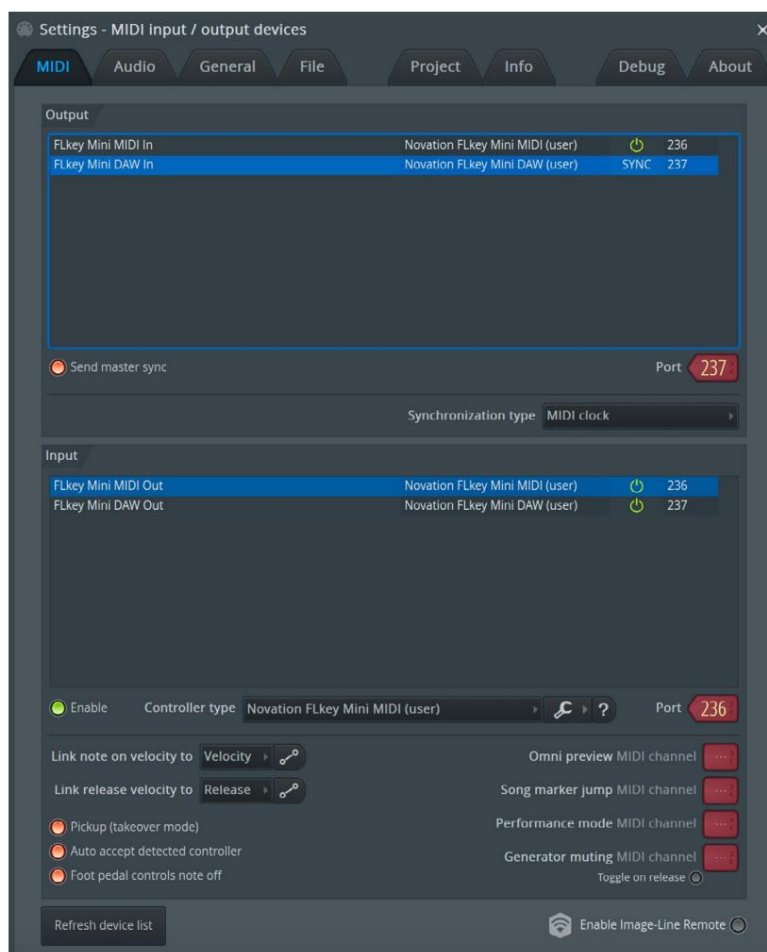 Settings - MIDI input / output devices
MIDI Audio General File Project Info Debug About
Output
FLkey Mini MIDI In Novation FLkey Mini MIDI (user) 236
FLkey Mini DAW In Novation FLkey Mini DAW (user) SYNC 237
Send master sync Port 237
Synchronization type MIDI clock
Input
FLkey Mini MIDI Out Novation FLkey Mini MIDI (user) 236
FLkey Mini DAW Out Novation FLkey Mini DAW (user) 237
Enable Controller type Novation FLkey Mini MIDI (user) ? Port 236
Link note on velocity to Velocity Omni preview MIDI channel ---
Link release velocity to Release Song marker jump MIDI channel ---
Pickup (takeover mode) Performance mode MIDI channel ---
Auto accept detected controller Generator muting MIDI channel ---
Foot pedal controls note off Toggle on release
Refresh device list Enable Image-Line Remote